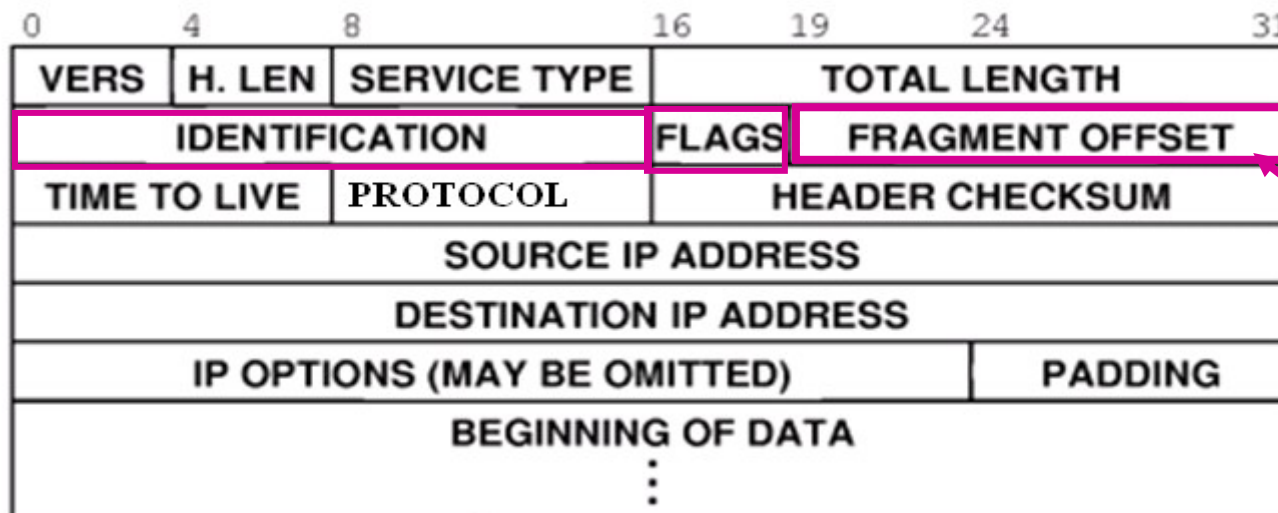 0 4 8 16 19 24 31
VERS H. LEN SERVICE TYPE TOTAL LENGTH
IDENTIFICATION FLAGS FRAGMENT OFFSET
TIME TO LIVE PROTOCOL HEADER CHECKSUM
SOURCE IP ADDRESS
DESTINATION IP ADDRESS
IP OPTIONS (MAY BE OMITTED) PADDING
BEGINNING OF DATA